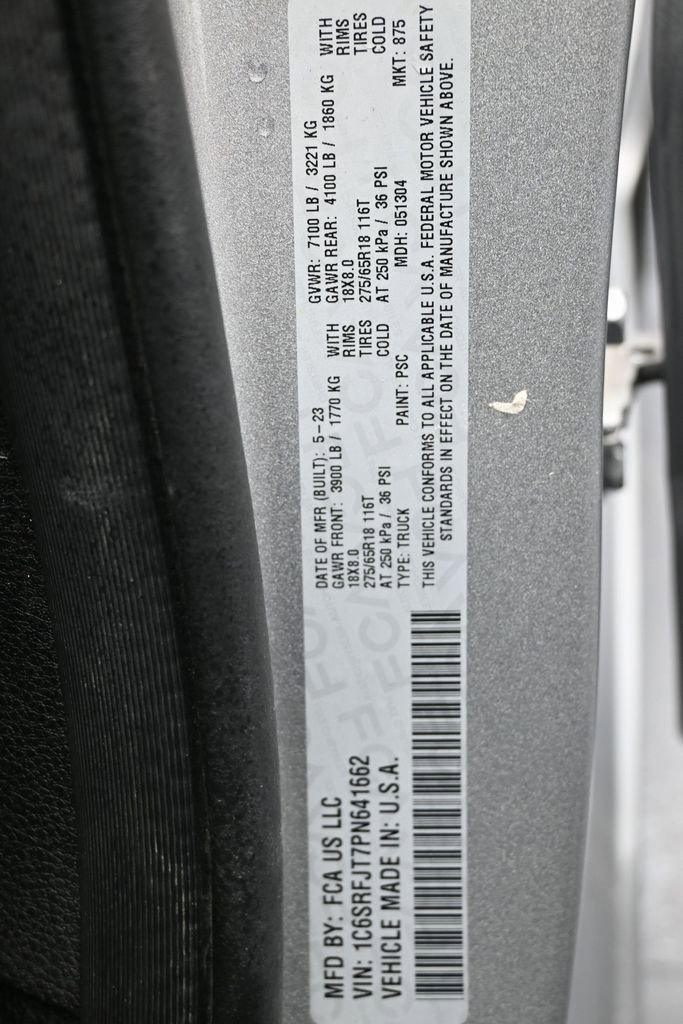 MFD BY: FCA US LLC
VIN: 1C6SRFJT7PN641662
VEHICLE MADE IN: U.S.A.
DATE OF MFR (BUILT): 5-23 GVWR: 7100 LB / 3221 KG
GAWR FRONT: 3900 LB / 1770 KG WITH GAWR REAR: 4100 LB / 1860 KG WITH
18X8.0 RIMS 18X8.0 RIMS
275/65R18 116T TIRES 275/65R18 116T TIRES
AT 250 kPa / 36 PSI COLD AT 250 kPa / 36 PSI COLD
TYPE: TRUCK PAINT: PSC MDH: 051304 MKT: 875
THIS VEHICLE CONFORMS TO ALL APPLICABLE U.S.A. FEDERAL MOTOR VEHICLE SAFETY
STANDARDS IN EFFECT ON THE DATE OF MANUFACTURE SHOWN ABOVE.